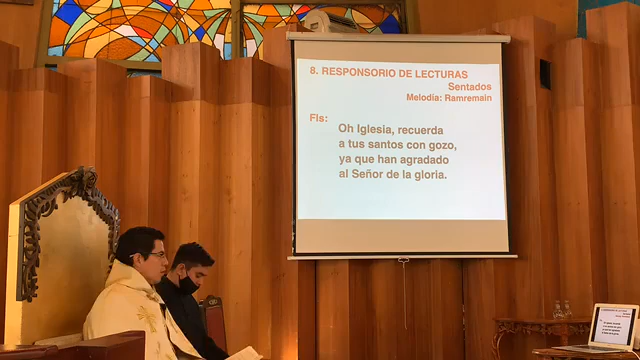 8. RESPONSORIO DE LECTURAS
Sentados
Melodía: Ramremain
Fls:
Oh Iglesia, recuerda
a tus santos con gozo,
ya que han agradado
al Señor de la gloria.